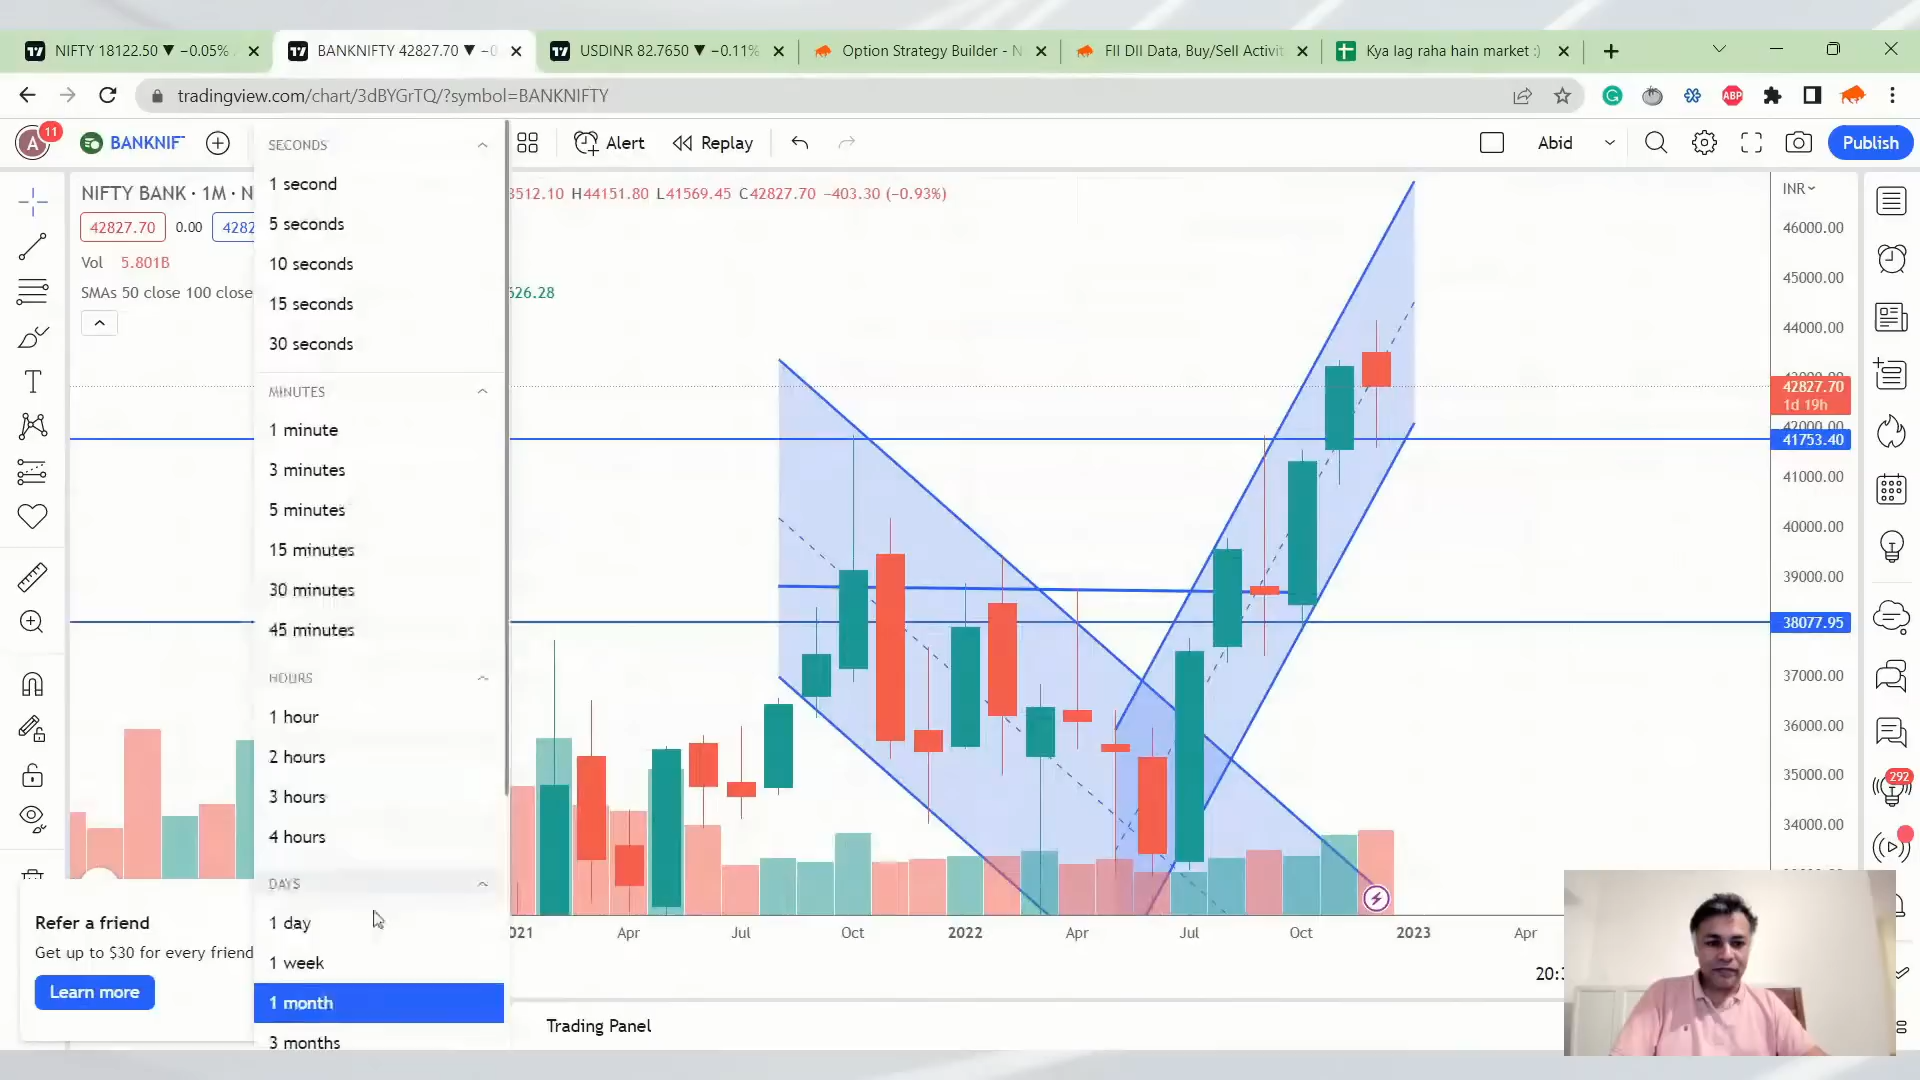 NIFTY 18122.50 ▼ −0.05%
BANKNIFTY 42827.70 ▼ −0
USDINR 82.7650 ▼ −0.11%
Option Strategy Builder - N
FII DII Data, Buy/Sell Activit
Kya lag raha hain market :)
tradingview.com/chart/3dBYGrTQ/?symbol=BANKNIFTY
ABP
A
11
BANKNIF
Alert
Replay
Abid
Publish
NIFTY BANK · 1M · N
3512.10 H44151.80 L41569.45 C42827.70 −403.30 (−0.93%)
42827.70
0.00
4282
Vol 5.801B
SMAs 50 close 100 close
626.28
SECONDS
1 second
5 seconds
10 seconds
15 seconds
30 seconds
MINUTES
1 minute
3 minutes
5 minutes
15 minutes
30 minutes
45 minutes
HOURS
1 hour
2 hours
3 hours
4 hours
DAYS
1 day
1 week
1 month
3 months
INR
46000.00
45000.00
44000.00
42827.70
1d 19h
42000.00
41753.40
41000.00
40000.00
39000.00
38077.95
37000.00
36000.00
35000.00
34000.00
292
021
Apr
Jul
Oct
2022
Apr
Jul
Oct
2023
Apr
20:3
Refer a friend
Get up to $30 for every friend
Learn more
Trading Panel